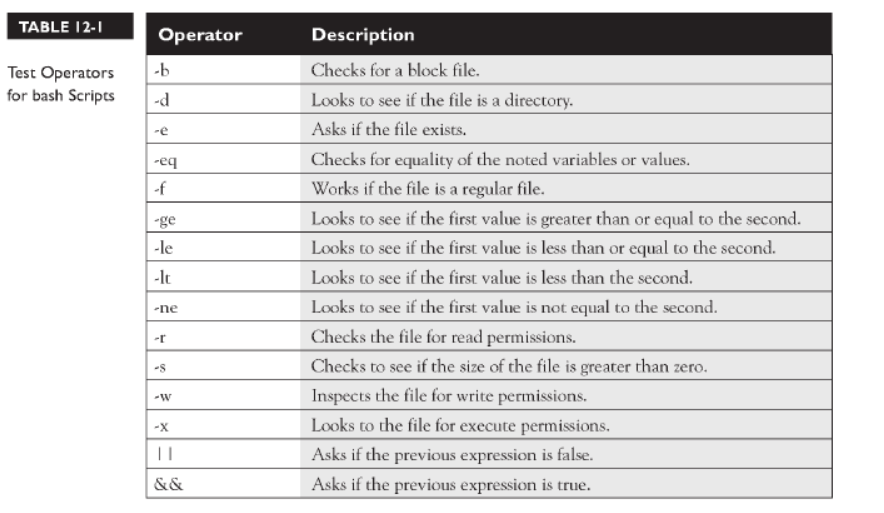 TABLE 12-1
Test Operators
for bash Scripts
Operator Description
-b Checks for a block file.
-d Looks to see if the file is a directory.
-e Asks if the file exists.
-eq Checks for equality of the noted variables or values.
-f Works if the file is a regular file.
-ge Looks to see if the first value is greater than or equal to the second.
-le Looks to see if the first value is less than or equal to the second.
-lt Looks to see if the first value is less than the second.
-ne Looks to see if the first value is not equal to the second.
-r Checks the file for read permissions.
-s Checks to see if the size of the file is greater than zero.
-w Inspects the file for write permissions.
-x Looks to the file for execute permissions.
|| Asks if the previous expression is false.
&& Asks if the previous expression is true.